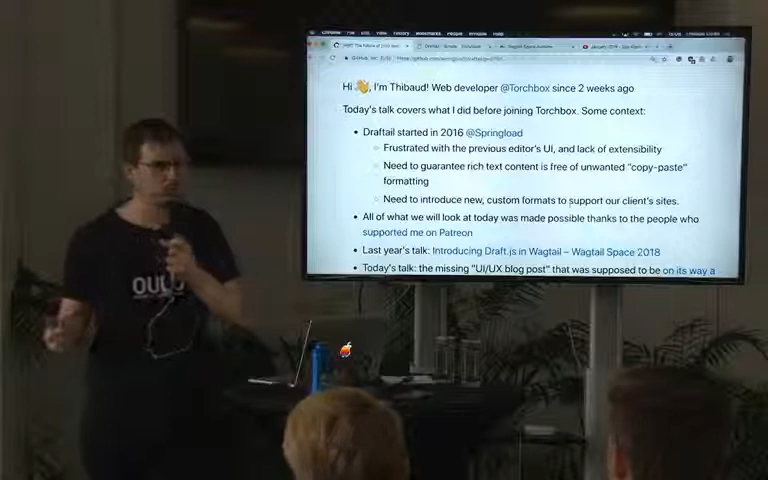 Hi 👋, I'm Thibaud! Web developer @Torchbox since 2 weeks ago
Today's talk covers what I did before joining Torchbox. Some context:
• Draftail started in 2016 @Springload
○ Frustrated with the previous editor's UI, and lack of extensibility
○ Need to guarantee rich text content is free of unwanted "copy-paste"
formatting
○ Need to introduce new, custom formats to support our client's sites.
• All of what we will look at today was made possible thanks to the people who
supported me on Patreon
• Last year's talk: Introducing Draft.js in Wagtail – Wagtail Space 2018
• Today's talk: the missing "UI/UX blog post" that was supposed to be on its way a